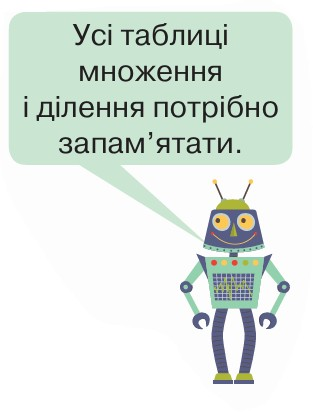 Усі таблиці
множення
і ділення потрібно
запам’ятати.